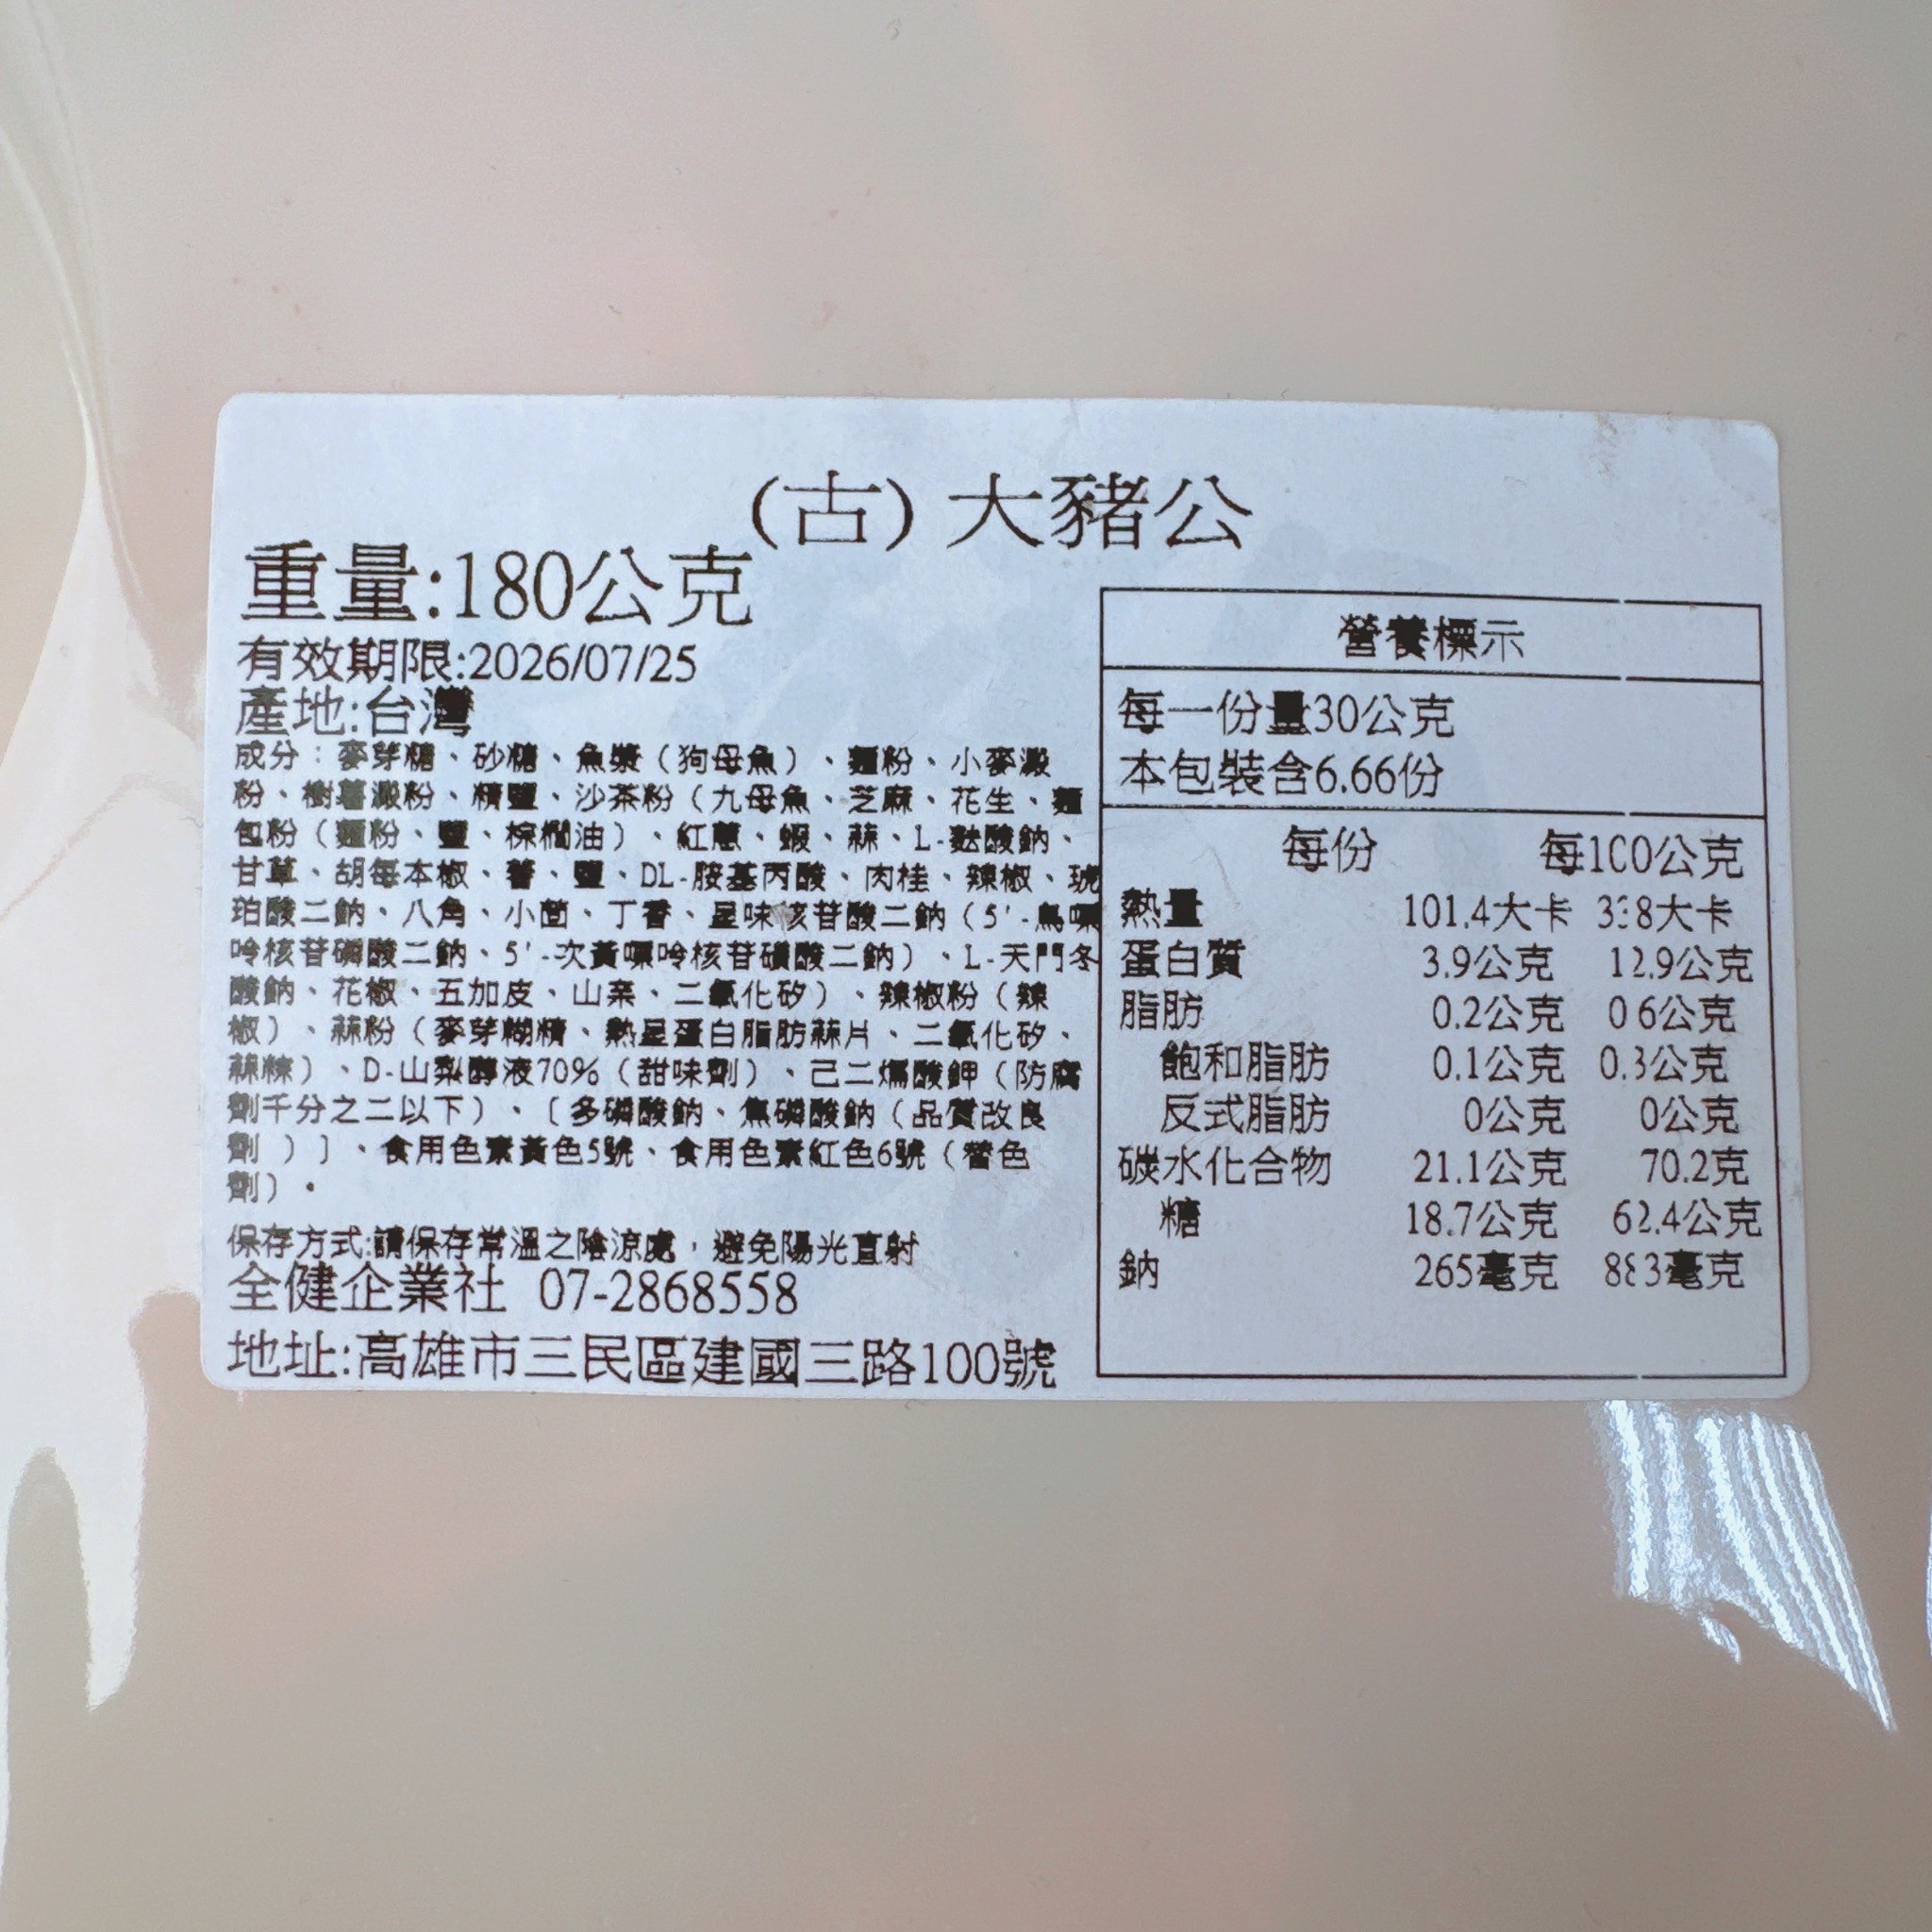 (古) 大豬公
重量:180公克
有效期限:2026/07/25
產地:台灣
成分：麥芽糖、砂糖、魚漿（狗母魚）、麵粉、小麥澱
粉、樹薯澱粉、精鹽、沙茶粉（九母魚、芝麻、花生、麵
包粉（麵粉、鹽、棕櫚油）、紅蔥、蝦、蒜、L-麩酸鈉、
甘草、胡每本椒、薯、鹽、DL-胺基丙酸、肉桂、辣椒、琥
珀酸二鈉、八角、小茴、丁香、呈味核苷酸二鈉（5'-鳥嘌
呤核苷磷酸二鈉、5'-次黃嘌呤核苷磷酸二鈉）、L-天門冬
酸鈉、花椒、五加皮、山柰、二氧化矽）、辣椒粉（辣
椒）、蒜粉（麥芽糊精、熱呈蛋白脂肪蒜片、二氧化矽、
蒜辣）、D-山梨醇液70%（甜味劑）、己二烯酸鉀（防腐
劑千分之二以下）、〔多磷酸鈉、焦磷酸鈉（品質改良
劑）〕、食用色素黃色5號、食用色素紅色6號（著色
劑）。
保存方式:請保存常溫之陰涼處，避免陽光直射
全健企業社 07-2868558
地址:高雄市三民區建國三路100號
營養標示
每一份量30公克
本包裝含6.66份
每份 每100公克
熱量 101.4大卡 338大卡
蛋白質 3.9公克 12.9公克
脂肪 0.2公克 0.6公克
飽和脂肪 0.1公克 0.3公克
反式脂肪 0公克 0公克
碳水化合物 21.1公克 70.2克
糖 18.7公克 62.4公克
鈉 265毫克 883毫克